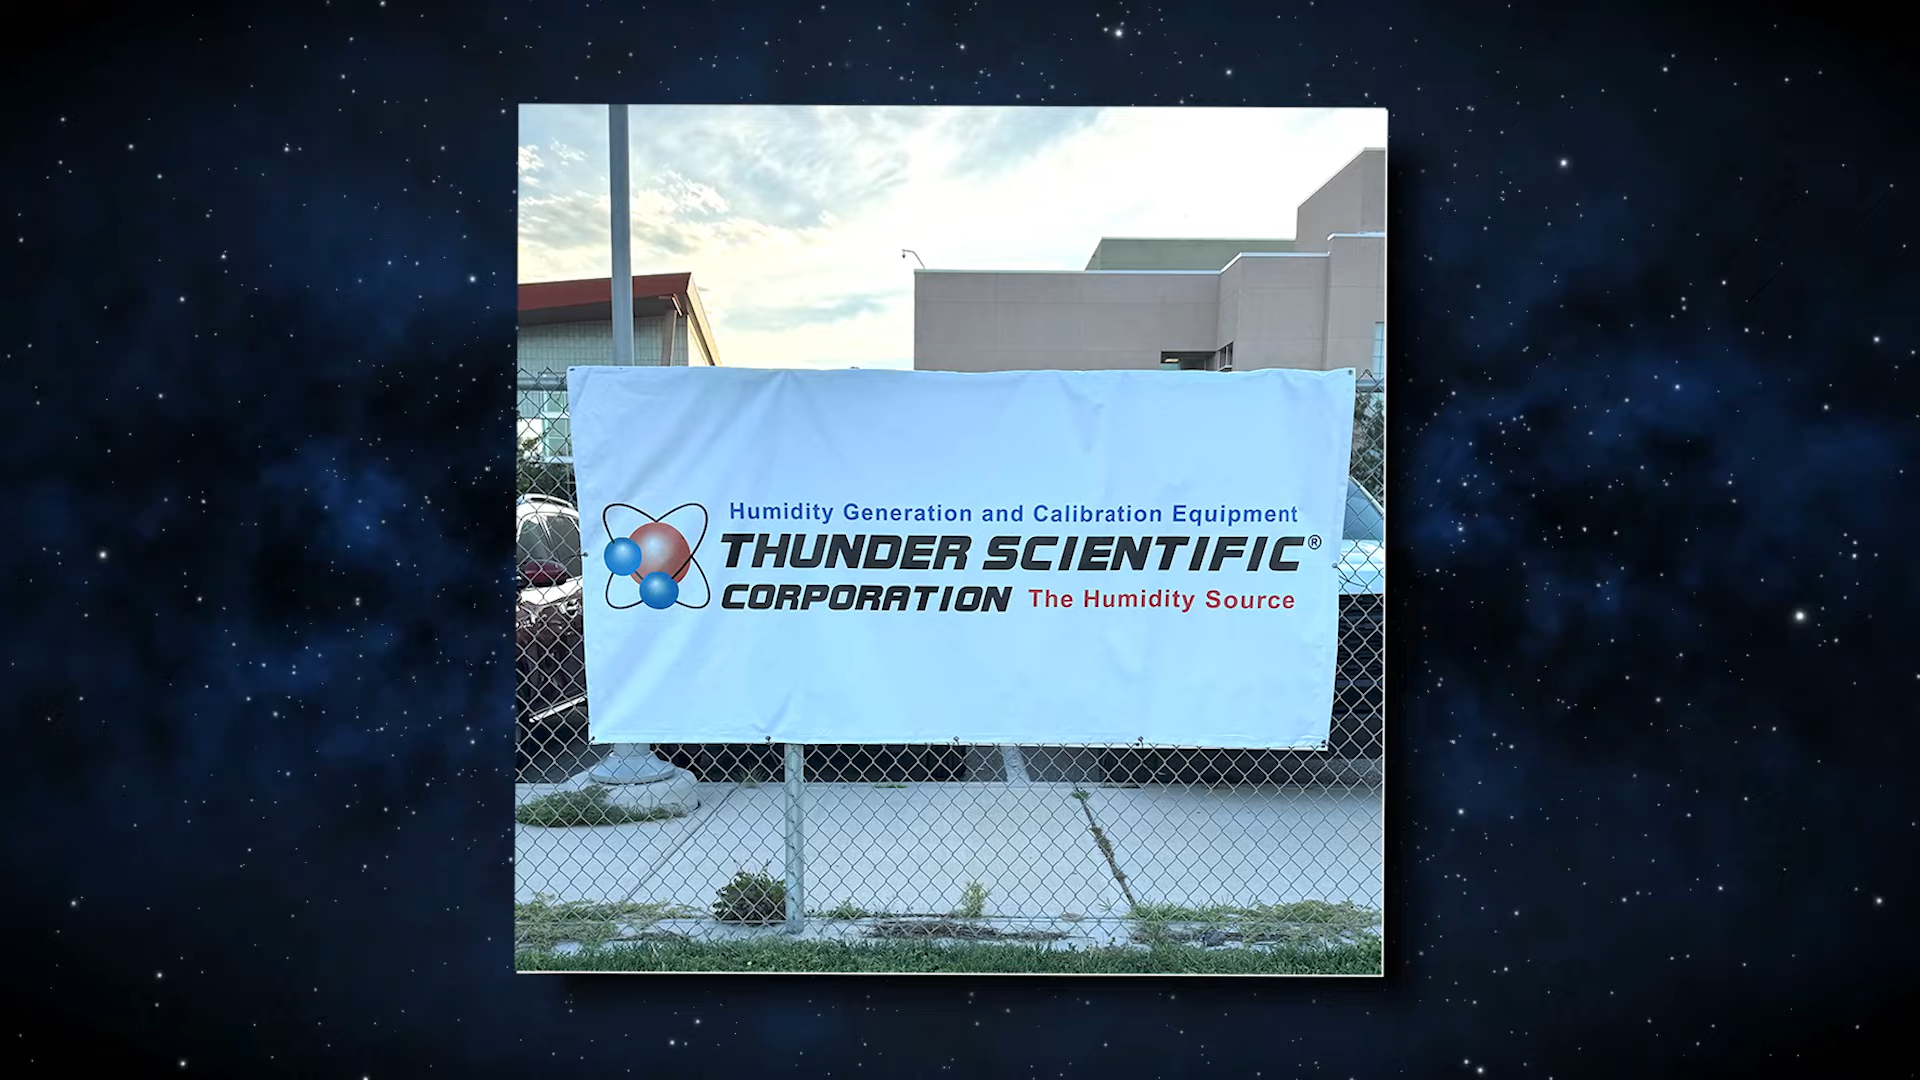 Humidity Generation and Calibration Equipment
THUNDER SCIENTIFIC®
CORPORATION The Humidity Source